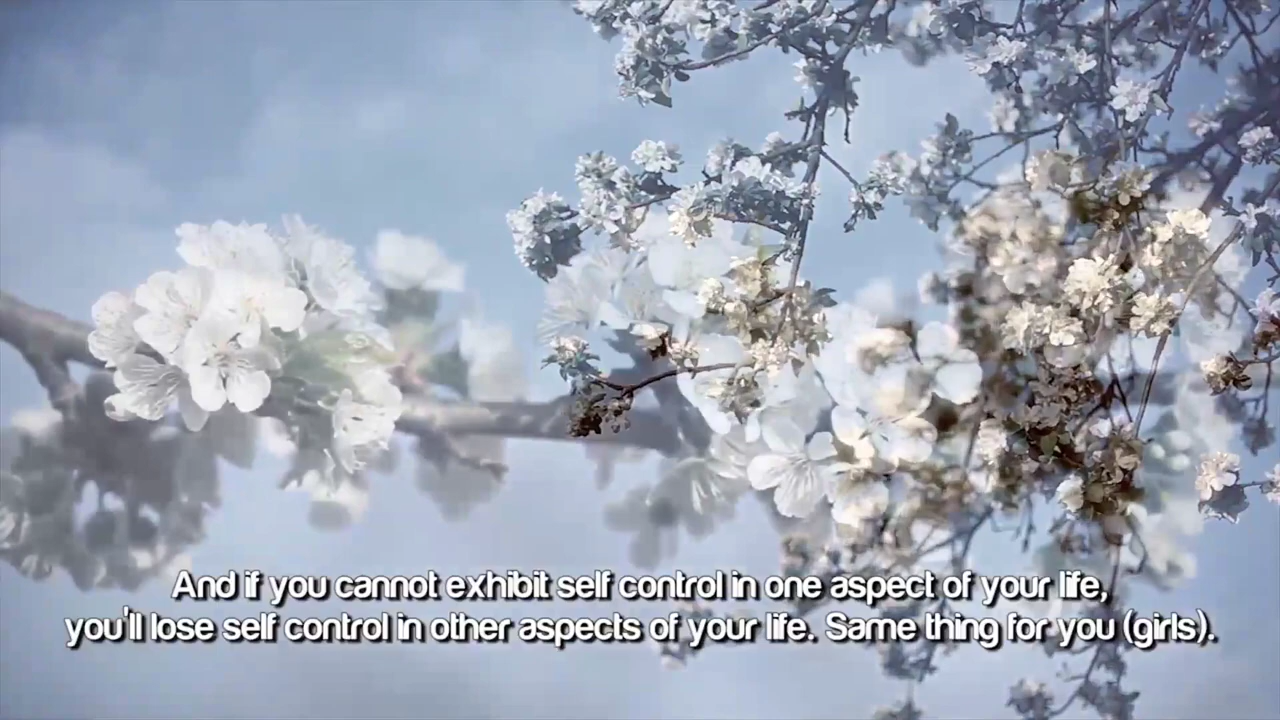 And if you cannot exhibit self control in one aspect of your life,
you'll lose self control in other aspects of your life. Same thing for you (girls).